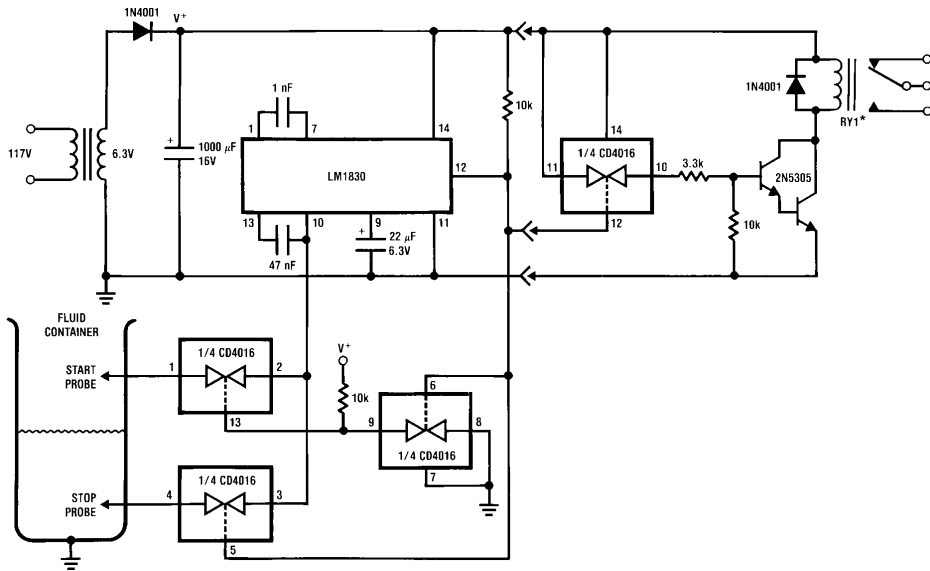 1N4001
V+
1 nF
1
7
14
10k
1N4001
RY1*
117V
6.3V
+
1000 μF
16V
LM1830
12
14
1/4 CD4016
11
10
3.3k
2N5305
12
10k
13
10
9
11
+
22 μF
6.3V
47 nF
FLUID
CONTAINER
1/4 CD4016
V+
START
PROBE
1
2
13
10k
6
9
8
1/4 CD4016
7
1/4 CD4016
STOP
PROBE
4
3
5